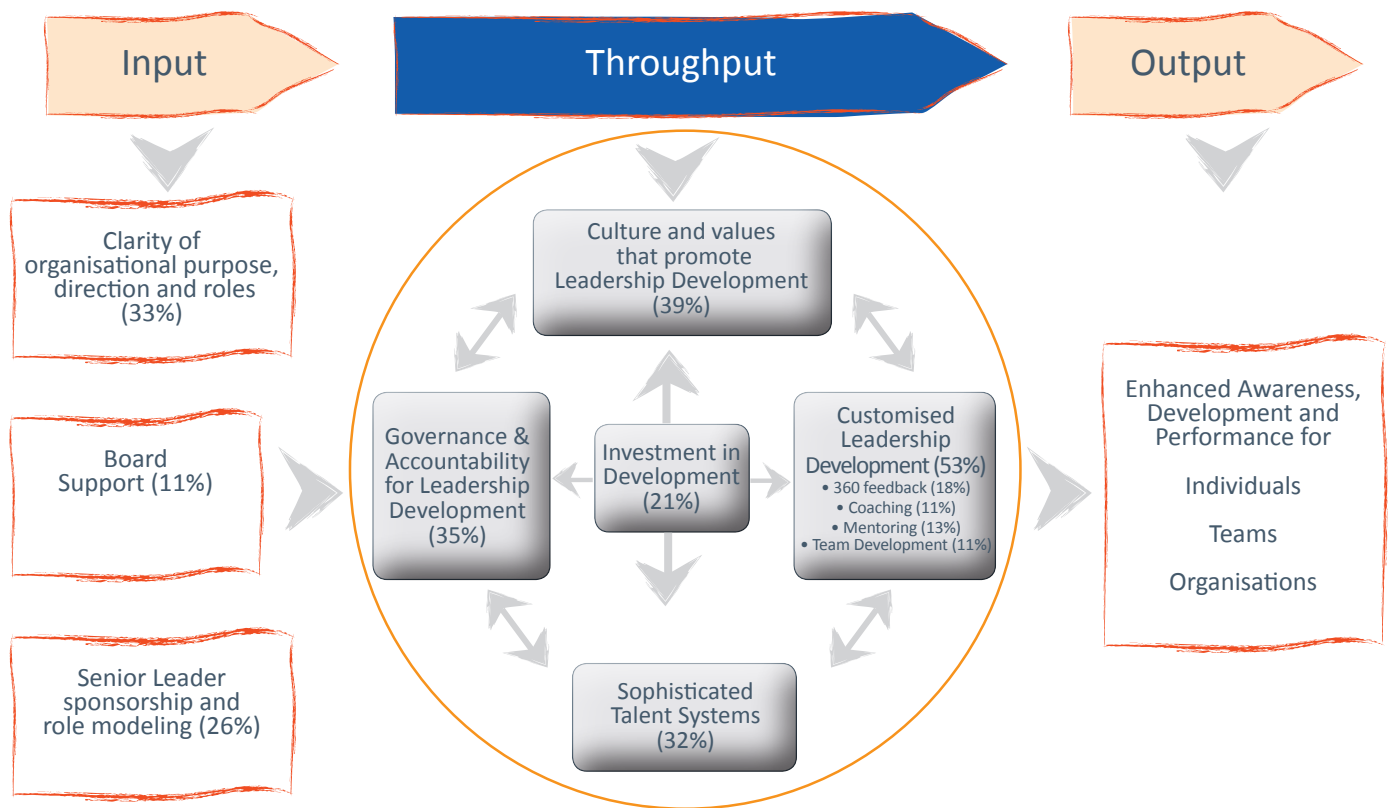 Input
Throughput
Output
Clarity of
organisational purpose,
direction and roles
(33%)
Board
Support (11%)
Senior Leader
sponsorship and
role modeling (26%)
Culture and values
that promote
Leadership Development
(39%)
Governance &
Accountability
for Leadership
Development
(35%)
Investment in
Development
(21%)
Customised
Leadership
Development (53%)
• 360 feedback (18%)
• Coaching (11%)
• Mentoring (13%)
• Team Development (11%)
Sophisticated
Talent Systems
(32%)
Enhanced Awareness,
Development and
Performance for
Individuals
Teams
Organisations